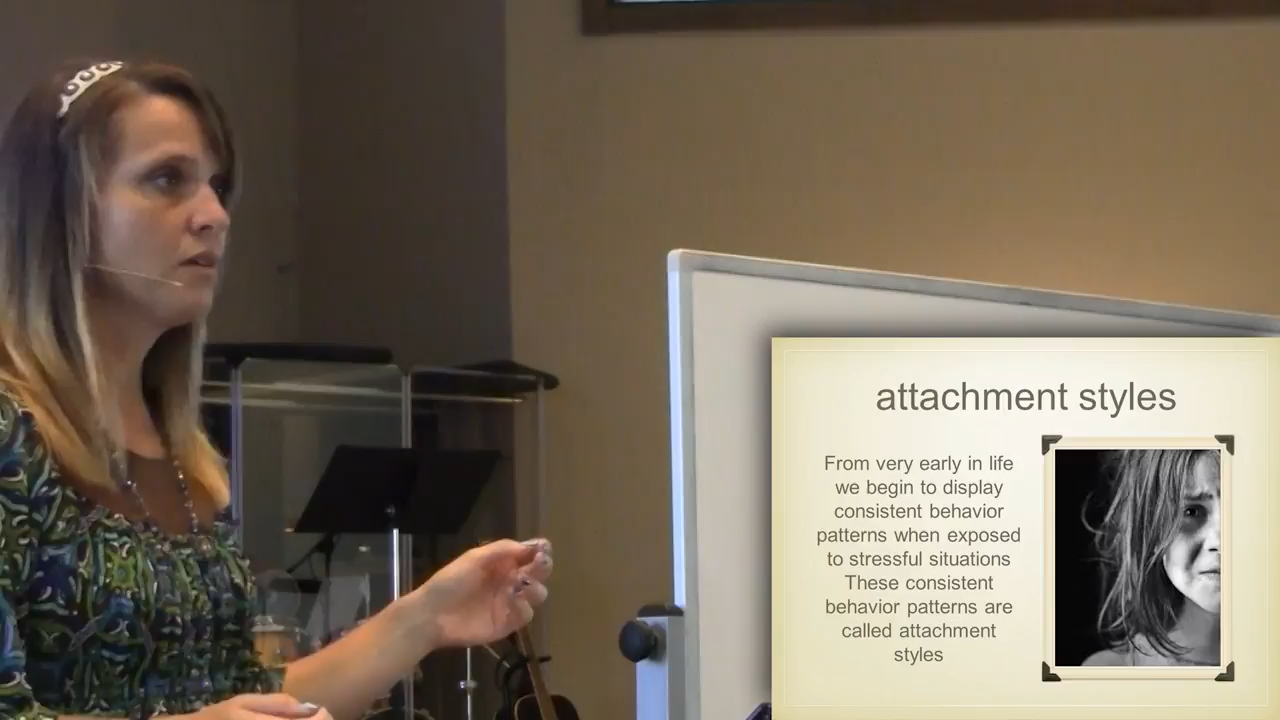 attachment styles
From very early in life
we begin to display
consistent behavior
patterns when exposed
to stressful situations
These consistent
behavior patterns are
called attachment
styles